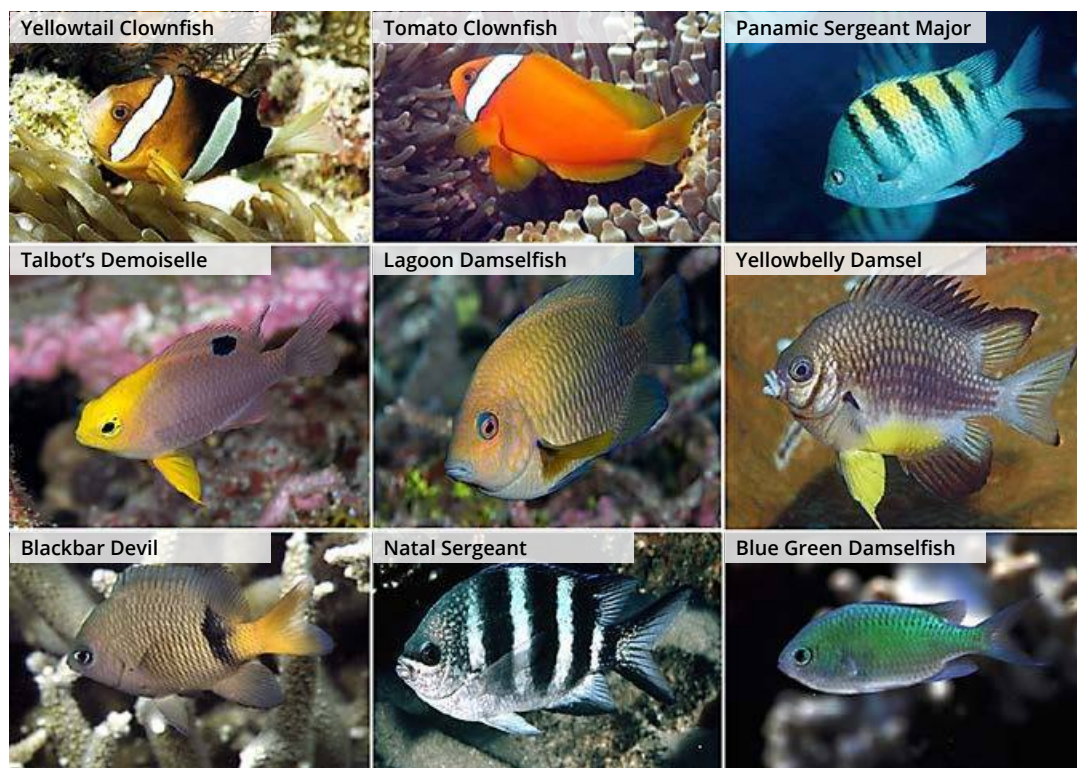 Yellowtail Clownfish
Tomato Clownfish
Panamic Sergeant Major
Talbot’s Demoiselle
Lagoon Damselfish
Yellowbelly Damsel
Blackbar Devil
Natal Sergeant
Blue Green Damselfish